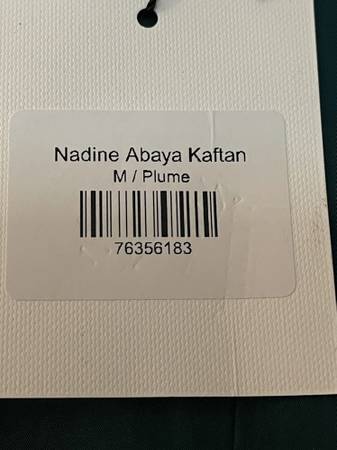 Nadine Abaya Kaftan
M / Plume
76356183